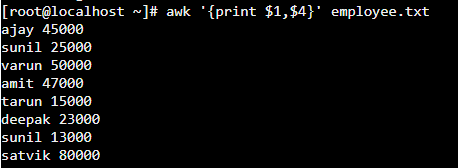 [root@localhost ~]# awk '{print $1,$4}' employee.txt
ajay 45000
sunil 25000
varun 50000
amit 47000
tarun 15000
deepak 23000
sunil 13000
satvik 80000